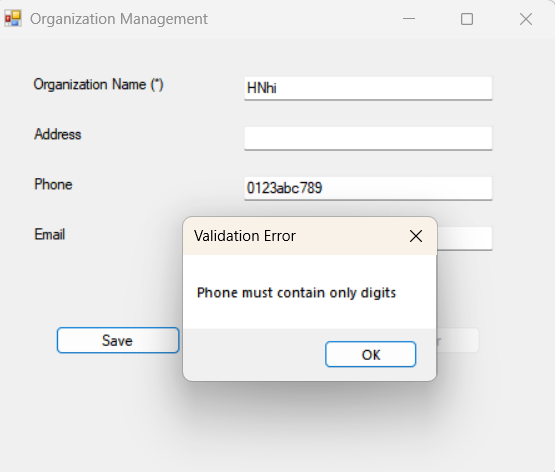 Organization Management
Organization Name (*)
HNhi
Address
Phone
0123abc789
Email
Validation Error
Phone must contain only digits
OK
Save